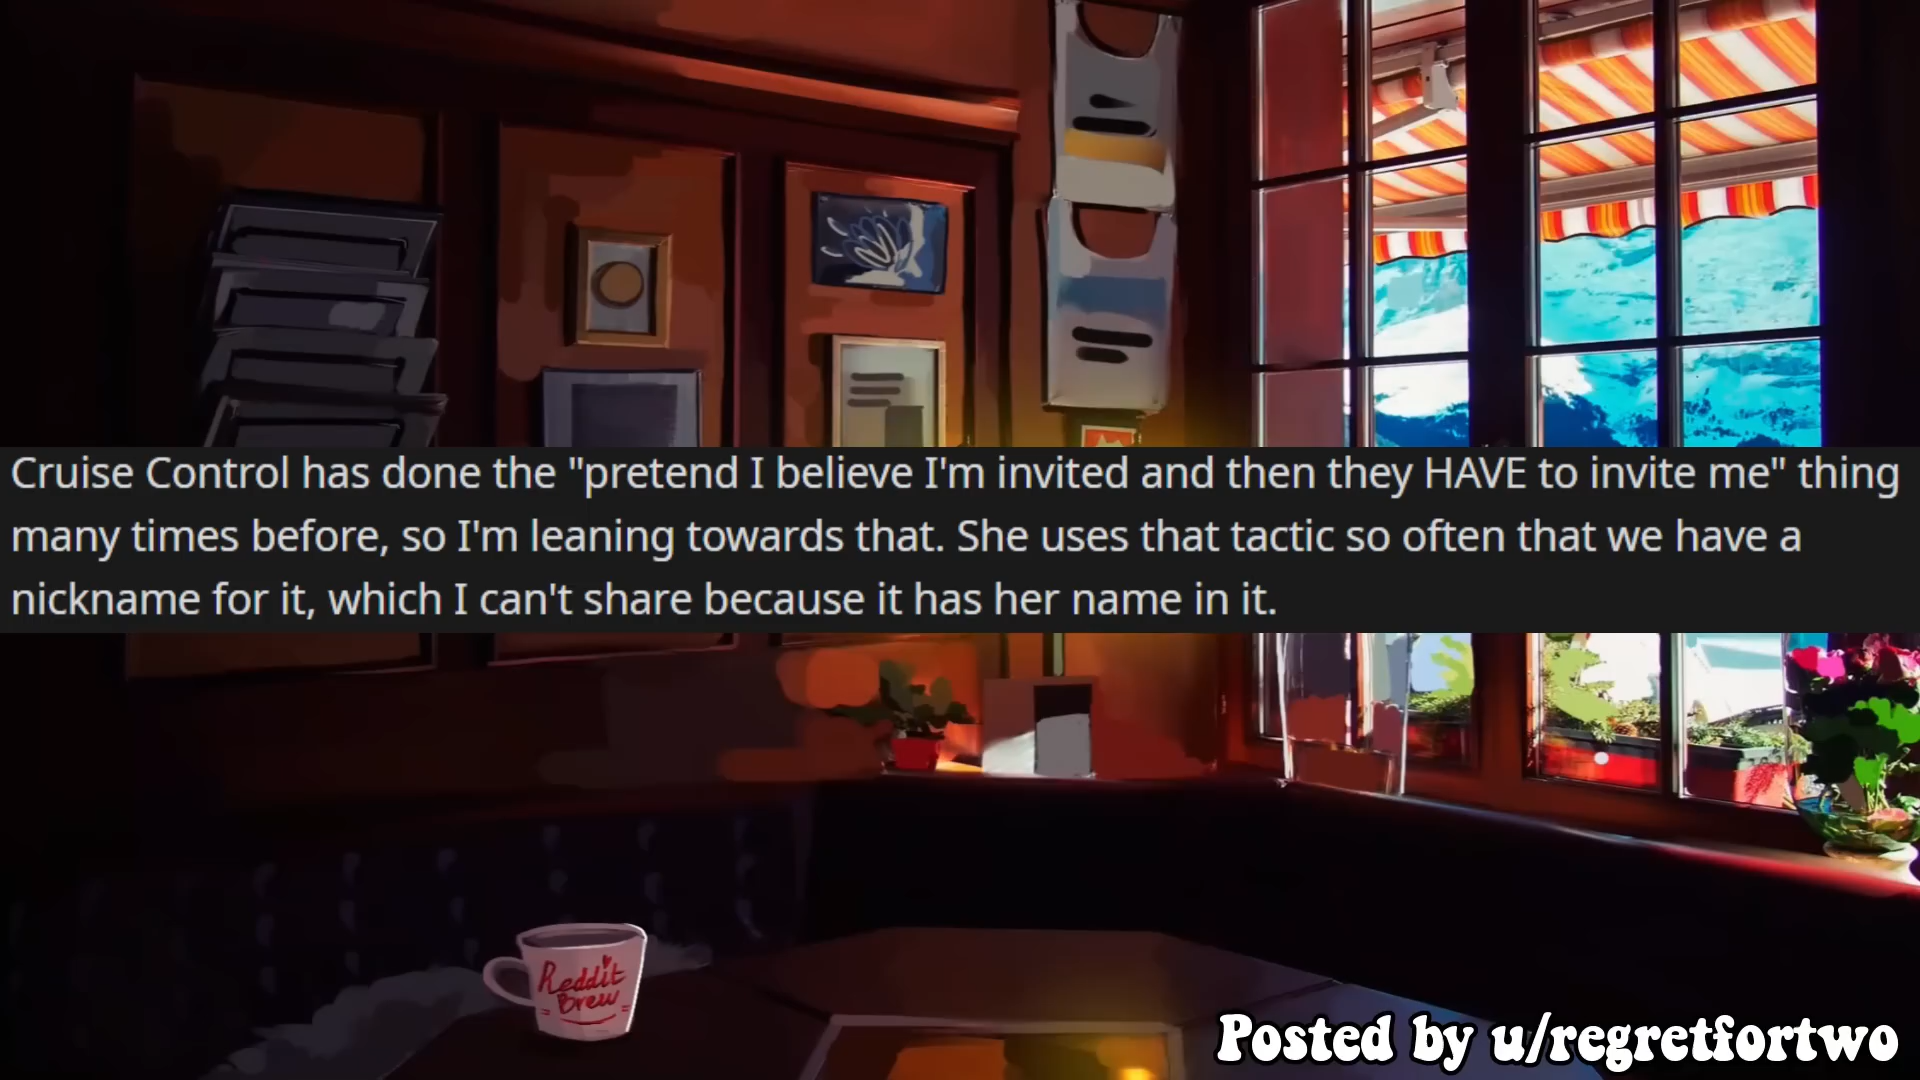 Cruise Control has done the "pretend I believe I'm invited and then they HAVE to invite me" thing
many times before, so I'm leaning towards that. She uses that tactic so often that we have a
nickname for it, which I can't share because it has her name in it.
Reddit
Brew
Posted by u/regretfortwo